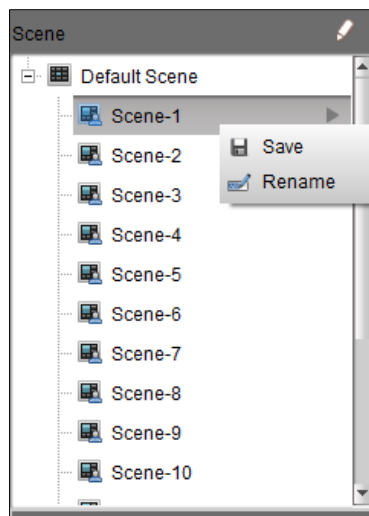 Scene
Default Scene
Scene-1
Save
Scene-2
Rename
Scene-3
Scene-4
Scene-5
Scene-6
Scene-7
Scene-8
Scene-9
Scene-10